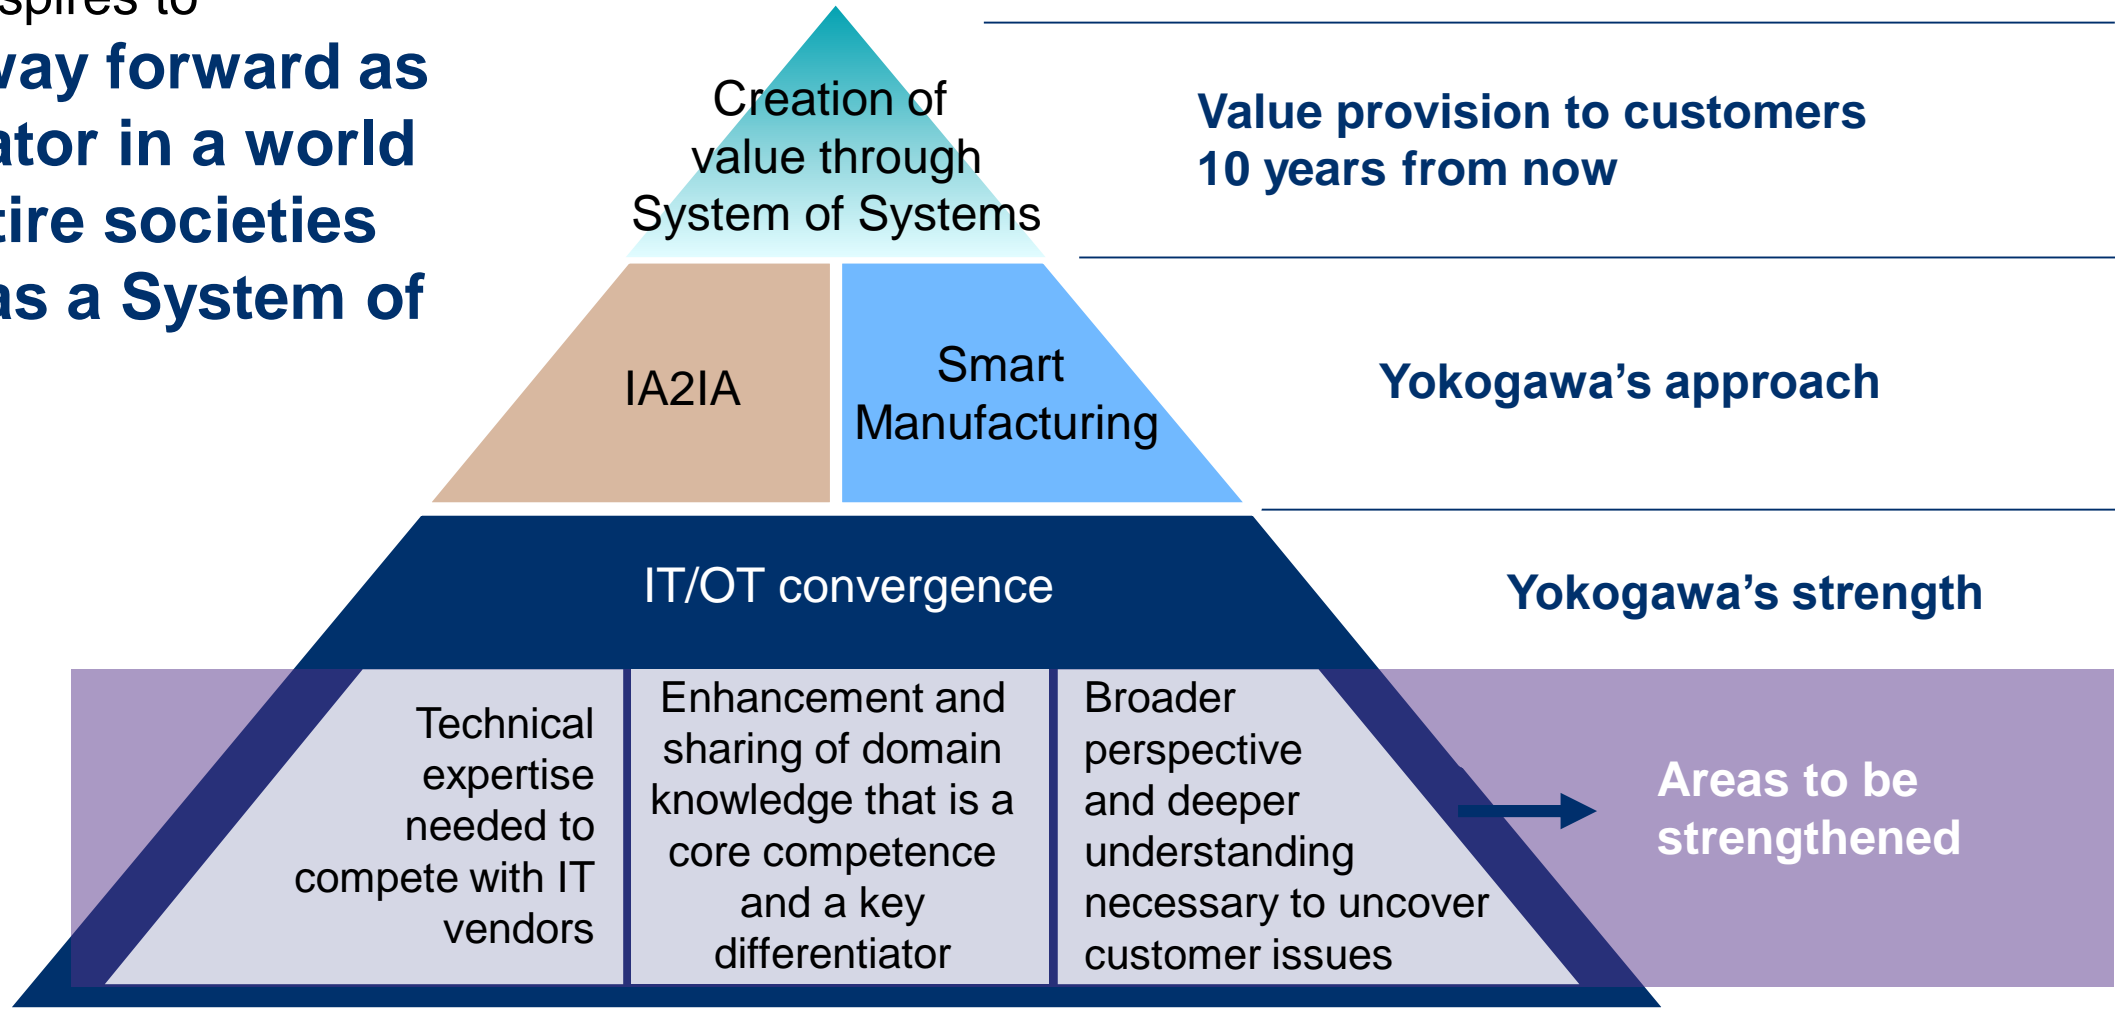 spires to
way forward as
ator in a world
tire societies
as a System of
Creation of
value through
System of Systems
Value provision to customers
10 years from now
IA2IA
Smart
Manufacturing
Yokogawa’s approach
IT/OT convergence
Yokogawa’s strength
Technical
expertise
needed to
compete with IT
vendors
Enhancement and
sharing of domain
knowledge that is a
core competence
and a key
differentiator
Broader
perspective
and deeper
understanding
necessary to uncover
customer issues
Areas to be
strengthened